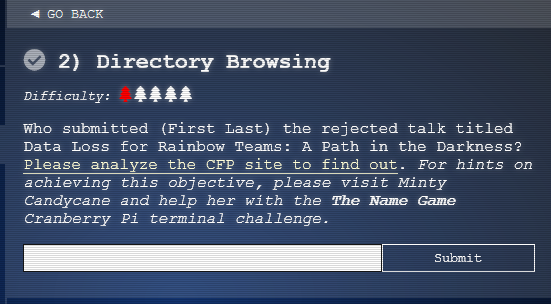 ◄ GO BACK
2) Directory Browsing
Difficulty:
Who submitted (First Last) the rejected talk titled
Data Loss for Rainbow Teams: A Path in the Darkness?
Please analyze the CFP site to find out. For hints on
achieving this objective, please visit Minty
Candycane and help her with the The Name Game
Cranberry Pi terminal challenge.
Submit